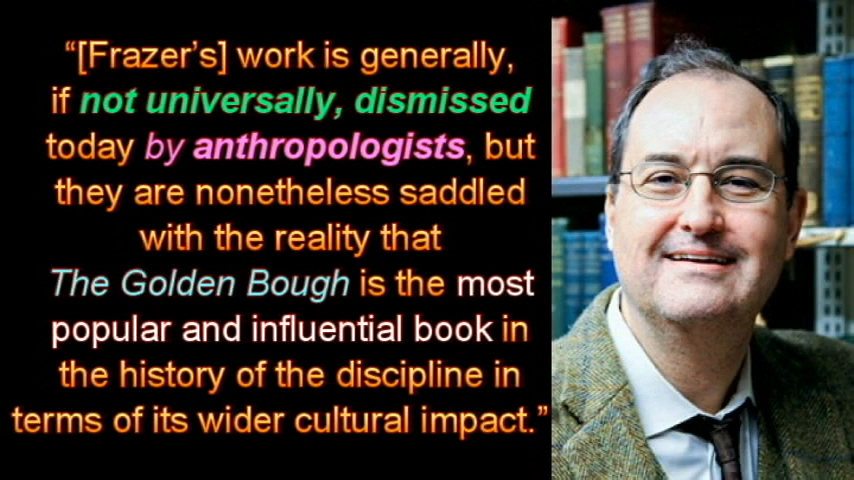 “[Frazer’s] work is generally,
if not universally, dismissed
today by anthropologists, but
they are nonetheless saddled
with the reality that
The Golden Bough is the most
popular and influential book in
the history of the discipline in
terms of its wider cultural impact.”